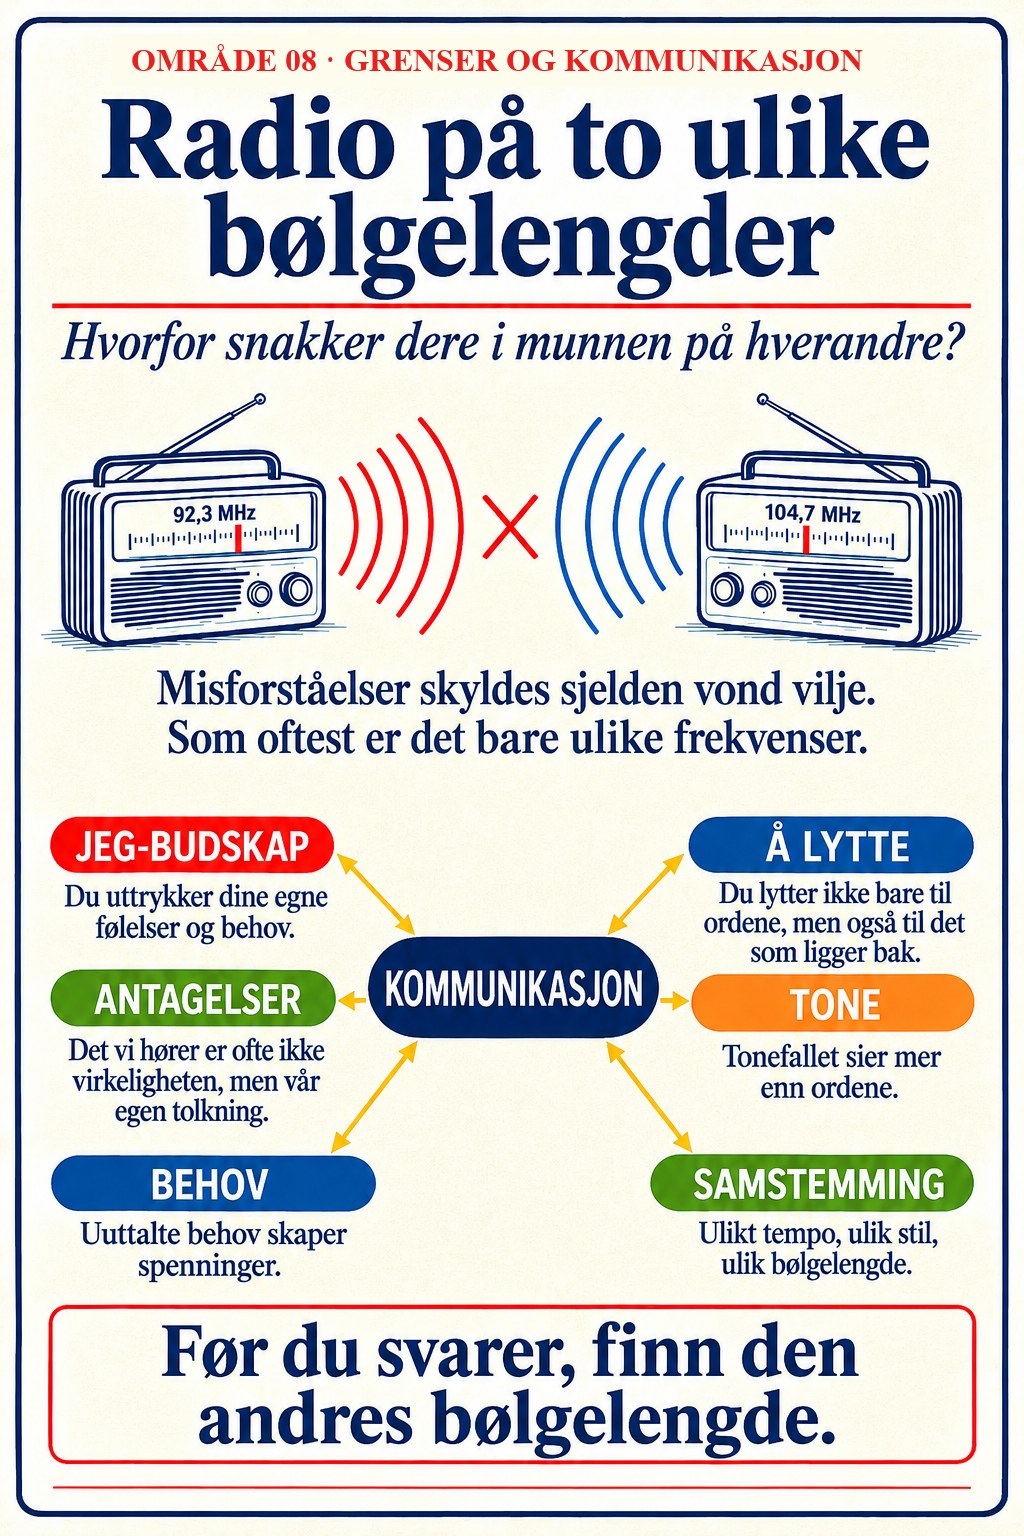 OMRÅDE 08 · GRENSER OG KOMMUNIKASJON
Radio på to ulike
bølgelengder
Hvorfor snakker dere i munnen på hverandre?
92,3 MHz
104,7 MHz
Misforståelser skyldes sjelden vond vilje.
Som oftest er det bare ulike frekvenser.
JEG-BUDSKAP
Du uttrykker dine egne
følelser og behov.
Å LYTTE
Du lytter ikke bare til
ordene, men også til det
som ligger bak.
KOMMUNIKASJON
ANTAGELSER
Det vi hører er ofte ikke
virkeligheten, men vår
egen tolkning.
TONE
Tonefallet sier mer
enn ordene.
BEHOV
Uuttalte behov skaper
spenninger.
SAMSTEMMING
Ulikt tempo, ulik stil,
ulik bølgelengde.
Før du svarer, finn den
andres bølgelengde.